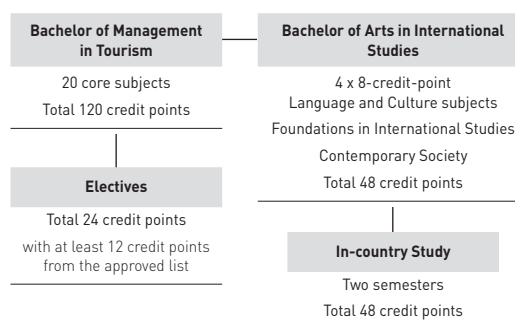 Bachelor of Management
in Tourism
20 core subjects
Total 120 credit points
Electives
Total 24 credit points
with at least 12 credit points
from the approved list
Bachelor of Arts in International
Studies
4 x 8-credit-point
Language and Culture subjects
Foundations in International Studies
Contemporary Society
Total 48 credit points
In-country Study
Two semesters
Total 48 credit points